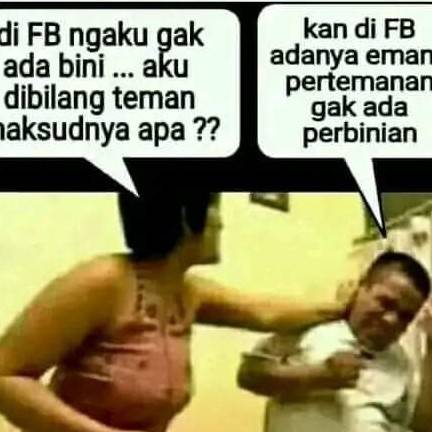 di FB ngaku gak
ada bini ... aku
dibilang teman
maksudnya apa ??
kan di FB
adanya eman
pertemanan
gak ada
perbinian